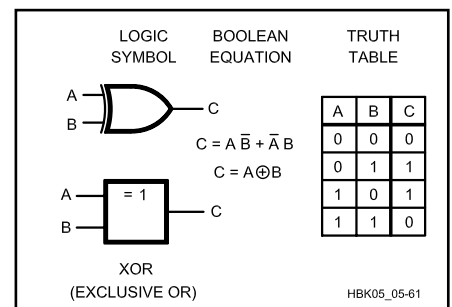 LOGIC SYMBOL
BOOLEAN EQUATION
TRUTH TABLE
A
B
C
C = A B̅ + A̅ B
C = A⊕B
A
B
= 1
C
XOR
(EXCLUSIVE OR)
A B C
0 0 0
0 1 1
1 0 1
1 1 0
HBK05_05-61